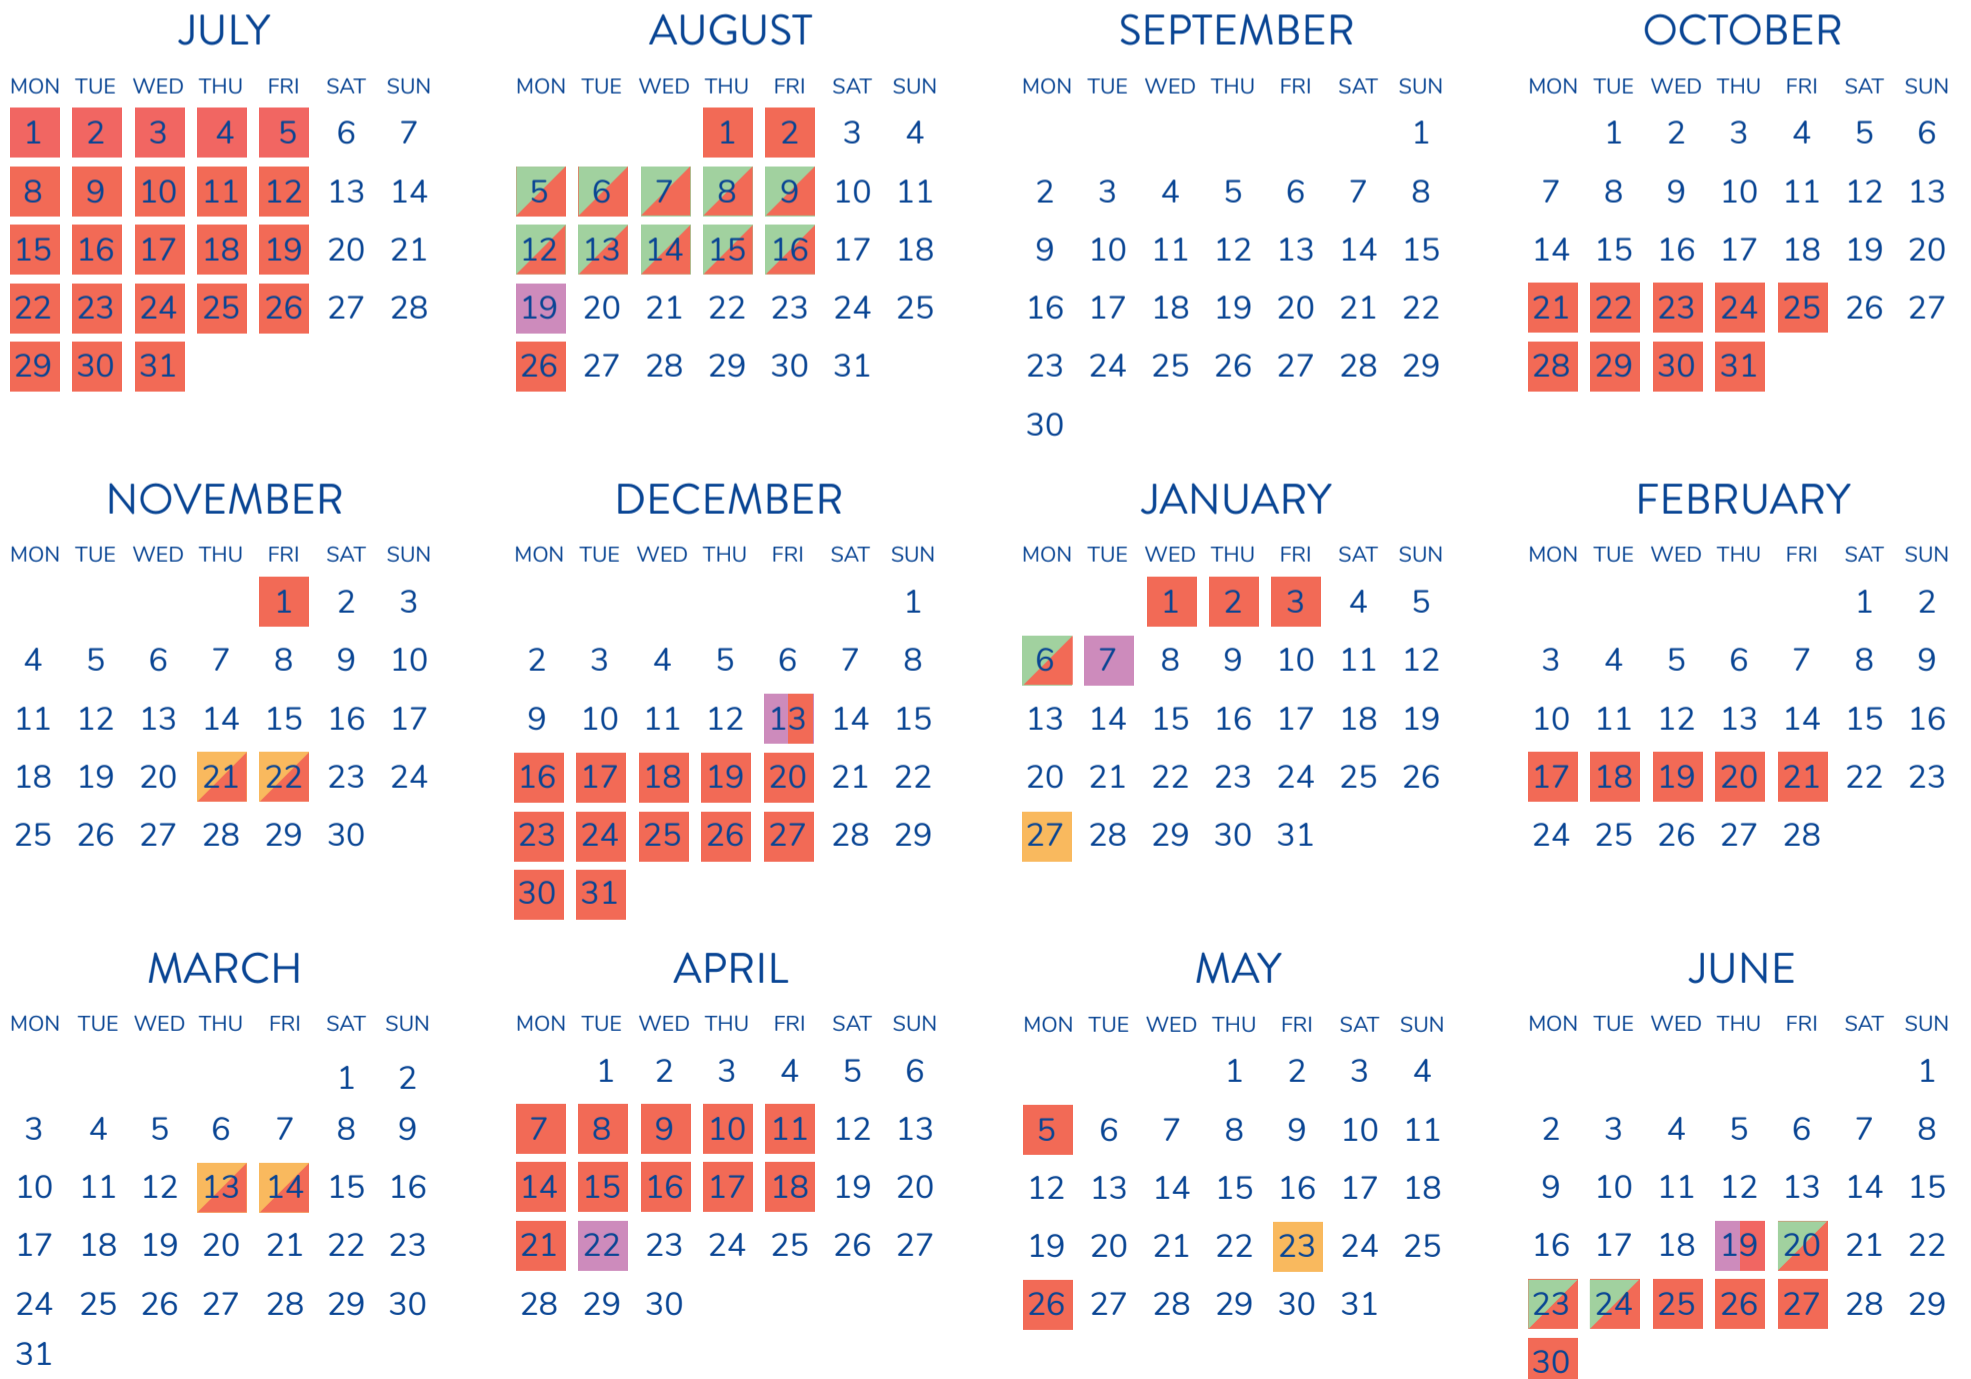 JULY
MON TUE WED THU FRI SAT SUN
1 2 3 4 5 6 7
8 9 10 11 12 13 14
15 16 17 18 19 20 21
22 23 24 25 26 27 28
29 30 31
AUGUST
MON TUE WED THU FRI SAT SUN
1 2 3 4
5 6 7 8 9 10 11
12 13 14 15 16 17 18
19 20 21 22 23 24 25
26 27 28 29 30 31
SEPTEMBER
MON TUE WED THU FRI SAT SUN
1
2 3 4 5 6 7 8
9 10 11 12 13 14 15
16 17 18 19 20 21 22
23 24 25 26 27 28 29
30
OCTOBER
MON TUE WED THU FRI SAT SUN
1 2 3 4 5 6
7 8 9 10 11 12 13
14 15 16 17 18 19 20
21 22 23 24 25 26 27
28 29 30 31
NOVEMBER
MON TUE WED THU FRI SAT SUN
1 2 3
4 5 6 7 8 9 10
11 12 13 14 15 16 17
18 19 20 21 22 23 24
25 26 27 28 29 30
DECEMBER
MON TUE WED THU FRI SAT SUN
1
2 3 4 5 6 7 8
9 10 11 12 13 14 15
16 17 18 19 20 21 22
23 24 25 26 27 28 29
30 31
JANUARY
MON TUE WED THU FRI SAT SUN
1 2 3 4 5
6 7 8 9 10 11 12
13 14 15 16 17 18 19
20 21 22 23 24 25 26
27 28 29 30 31
FEBRUARY
MON TUE WED THU FRI SAT SUN
1 2
3 4 5 6 7 8 9
10 11 12 13 14 15 16
17 18 19 20 21 22 23
24 25 26 27 28
MARCH
MON TUE WED THU FRI SAT SUN
1 2
3 4 5 6 7 8 9
10 11 12 13 14 15 16
17 18 19 20 21 22 23
24 25 26 27 28 29 30
31
APRIL
MON TUE WED THU FRI SAT SUN
1 2 3 4 5 6
7 8 9 10 11 12 13
14 15 16 17 18 19 20
21 22 23 24 25 26 27
28 29 30
MAY
MON TUE WED THU FRI SAT SUN
1 2 3 4
5 6 7 8 9 10 11
12 13 14 15 16 17 18
19 20 21 22 23 24 25
26 27 28 29 30 31
JUNE
MON TUE WED THU FRI SAT SUN
1
2 3 4 5 6 7 8
9 10 11 12 13 14 15
16 17 18 19 20 21 22
23 24 25 26 27 28 29
30